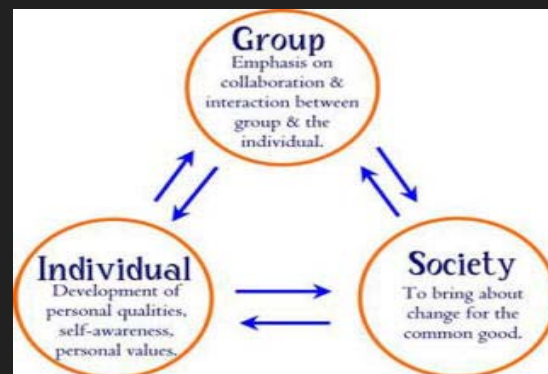 Group
Emphasis on
collaboration &
interaction between
group & the
individual.
Individual
Development of
personal qualities,
self-awareness,
personal values.
Society
To bring about
change for the
common good.